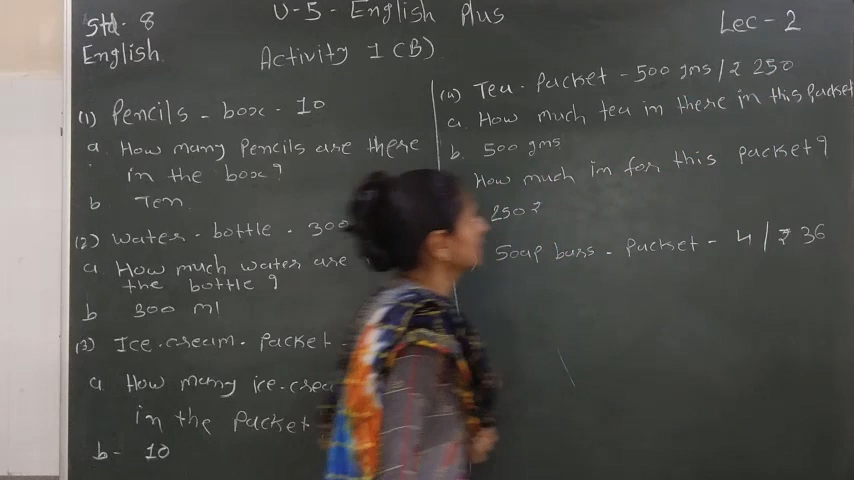 Std. 8
U-5 - English Plus
Lec - 2
English
Activity 1 (B)
(1) Pencils - box - 10
a. How many Pencils are there
in the box?
b Ten
(2) water - bottle - 300
a How much water are
the bottle?
b 300 ml
(3) Ice-cream - Packet -
a How many ice-crea
in the Packet
b - 10
(4) Tea - Packet - 500 gms / ₹ 250
a. How much tea in there in this Packet
b. 500 gms
How much in for this packet?
250 ₹
Soap bars - Packet - 4 / ₹ 36